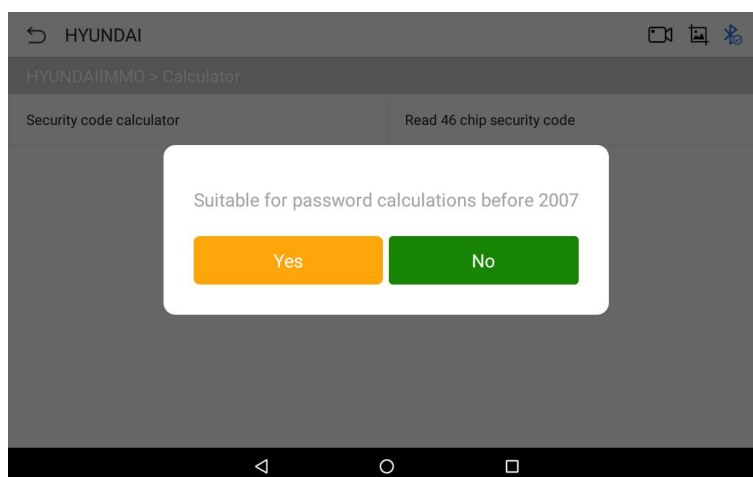 HYUNDAI
HYUNDAIIMMO > Calculator
Security code calculator
Read 46 chip security code
Suitable for password calculations before 2007
Yes
No